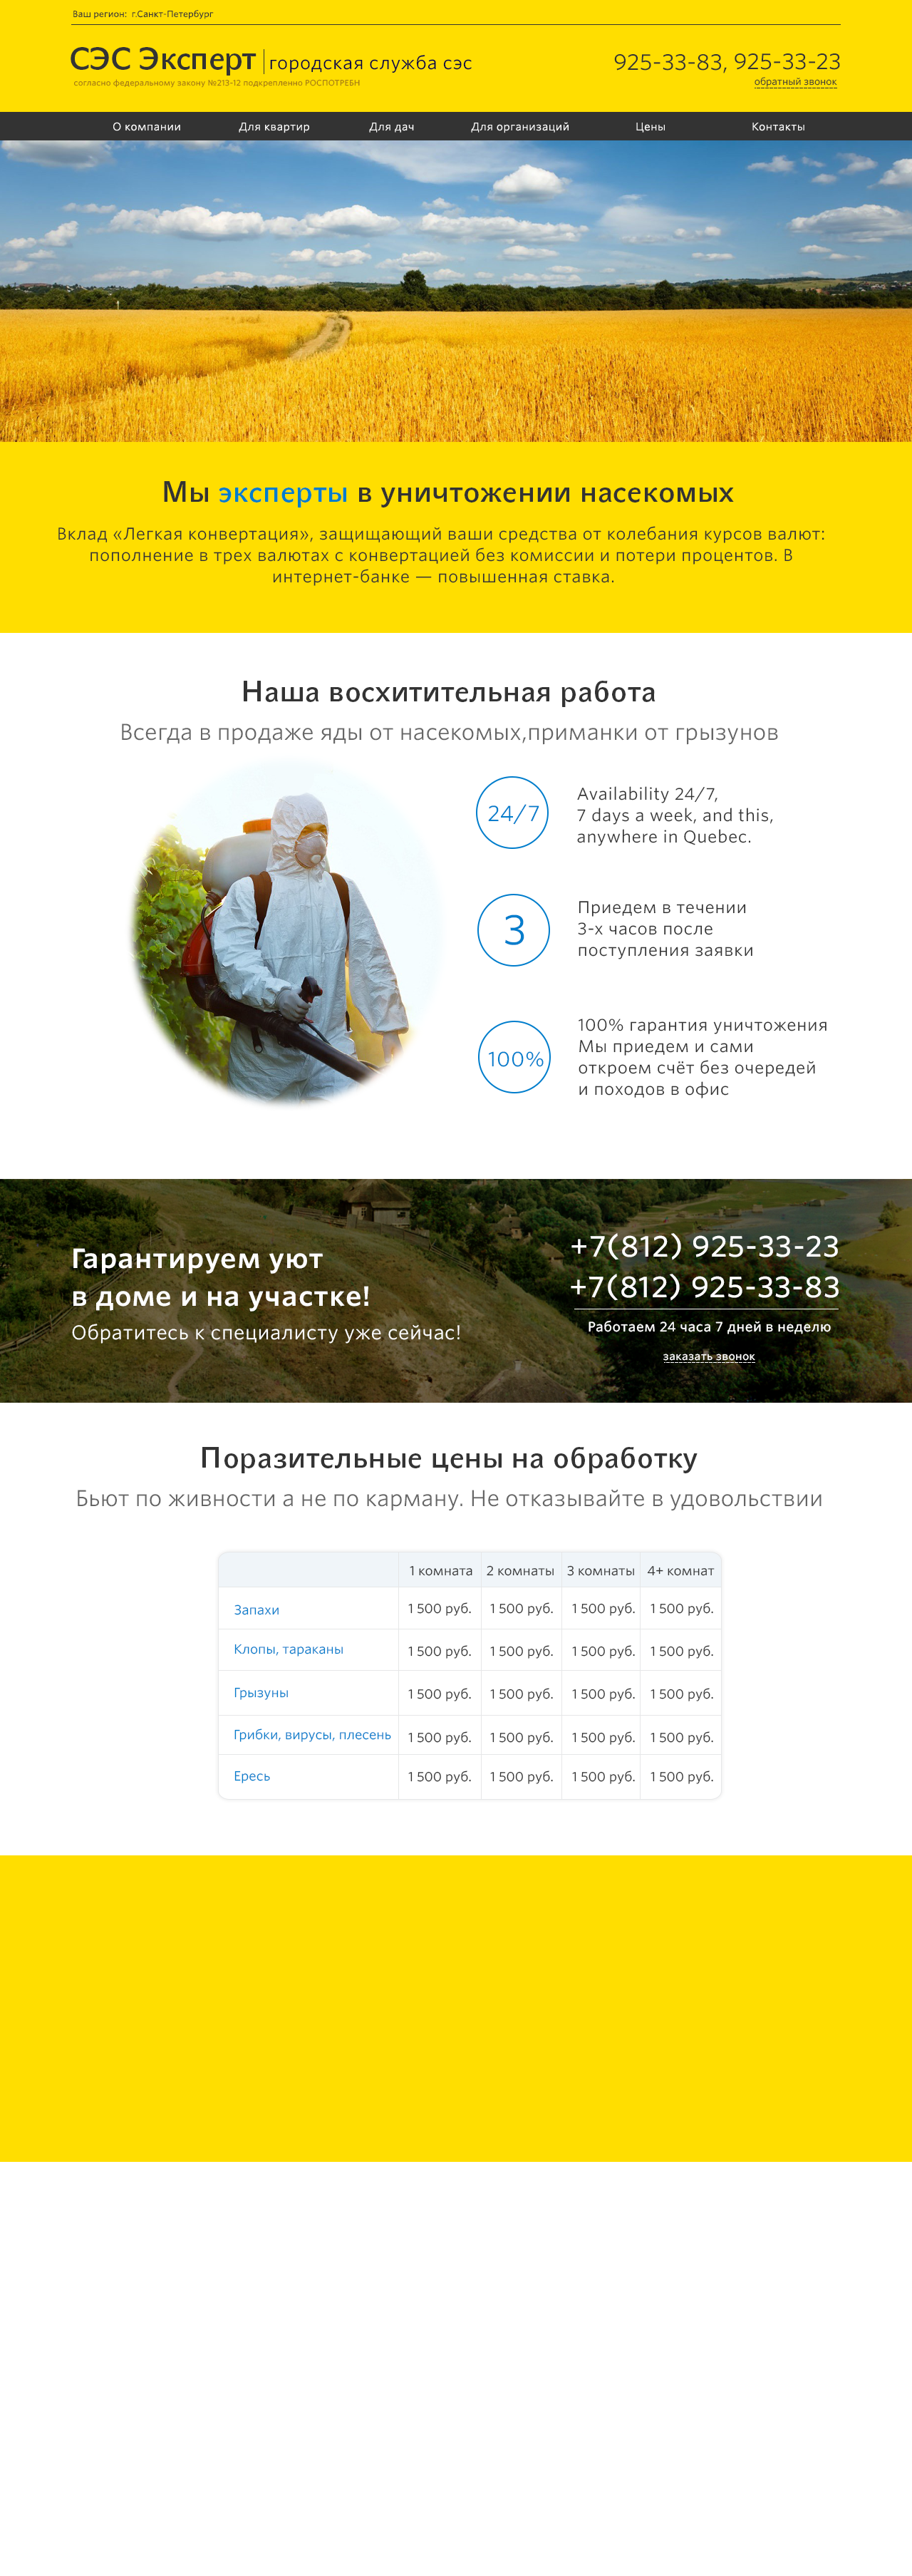 Ваш регион: г.Санкт-Петербург
СЭС Эксперт городская служба сэс
925-33-83, 925-33-23
согласно федеральному закону №213-12 подкрепленно РОСПОТРЕБН
обратный звонок
О компании Для квартир Для дач Для организаций Цены Контакты
Мы эксперты в уничтожении насекомых
Вклад «Легкая конвертация», защищающий ваши средства от колебания курсов валют:
пополнение в трех валютах с конвертацией без комиссии и потери процентов. В
интернет-банке — повышенная ставка.
Наша восхитительная работа
Всегда в продаже яды от насекомых,приманки от грызунов
24/7
Availability 24/7,
7 days a week, and this,
anywhere in Quebec.
3
Приедем в течении
3-х часов после
поступления заявки
100%
100% гарантия уничтожения
Мы приедем и сами
откроем счёт без очередей
и походов в офис
Гарантируем уют
в доме и на участке!
Обратитесь к специалисту уже сейчас!
+7(812) 925-33-23
+7(812) 925-33-83
Работаем 24 часа 7 дней в неделю
заказать звонок
Поразительные цены на обработку
Бьют по живности а не по карману. Не отказывайте в удовольствии
1 комната 2 комнаты 3 комнаты 4+ комнат
Запахи 1 500 руб. 1 500 руб. 1 500 руб. 1 500 руб.
Клопы, тараканы 1 500 руб. 1 500 руб. 1 500 руб. 1 500 руб.
Грызуны 1 500 руб. 1 500 руб. 1 500 руб. 1 500 руб.
Грибки, вирусы, плесень 1 500 руб. 1 500 руб. 1 500 руб. 1 500 руб.
Ересь 1 500 руб. 1 500 руб. 1 500 руб. 1 500 руб.